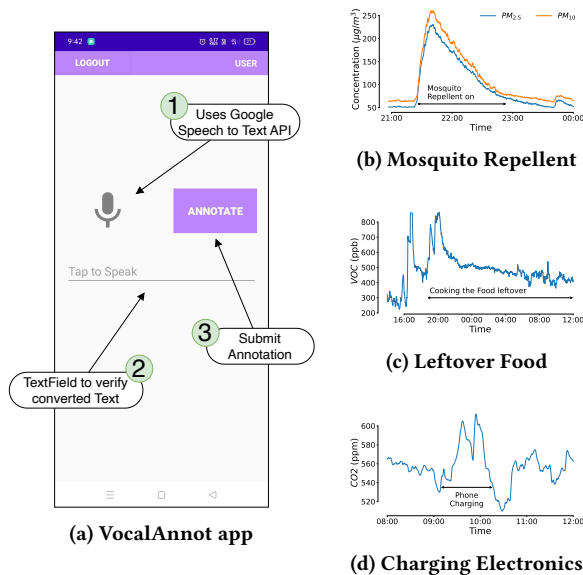 9:42
LOGOUT
USER
1
Uses Google
Speech to Text API
ANNOTATE
Tap to Speak
3
Submit
Annotation
2
TextField to verify
converted Text
(a) VocalAnnot app
Concentration (μg/m³)
250
200
150
100
50
PM2.5
PM10
Mosquito
Repellent on
21:00
22:00
23:00
00:00
Time
(b) Mosquito Repellent
VOC (ppb)
800
700
600
500
400
300
200
Cooking the Food leftover
16:00
20:00
00:00
04:00
08:00
12:00
Time
(c) Leftover Food
CO2 (ppm)
600
580
560
540
520
Phone
Charging
08:00
09:00
10:00
11:00
12:00
Time
(d) Charging Electronics